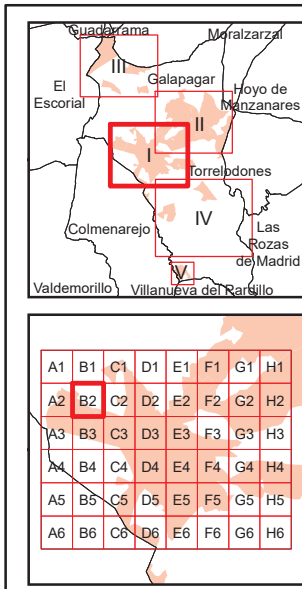 Guadarrama
Moralzarzal
III
El
Escorial
Galapagar
Hoyo de
Manzanares
II
I
Torrelodones
IV
Colmenarejo
Las
Rozas
de Madrid
V
Valdemorillo
Villanueva del Pardillo
A1 B1 C1 D1 E1 F1 G1 H1
A2 B2 C2 D2 E2 F2 G2 H2
A3 B3 C3 D3 E3 F3 G3 H3
A4 B4 C4 D4 E4 F4 G4 H4
A5 B5 C5 D5 E5 F5 G5 H5
A6 B6 C6 D6 E6 F6 G6 H6